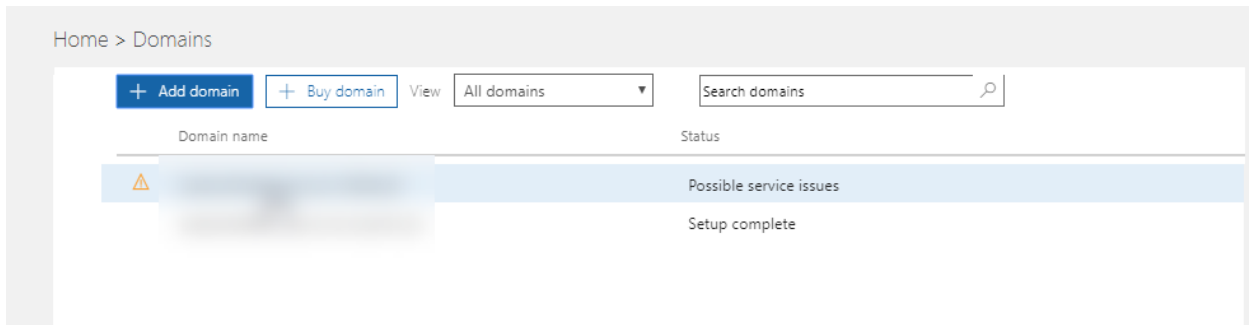 Home > Domains
+ Add domain + Buy domain View All domains Search domains
Domain name Status
Possible service issues
Setup complete